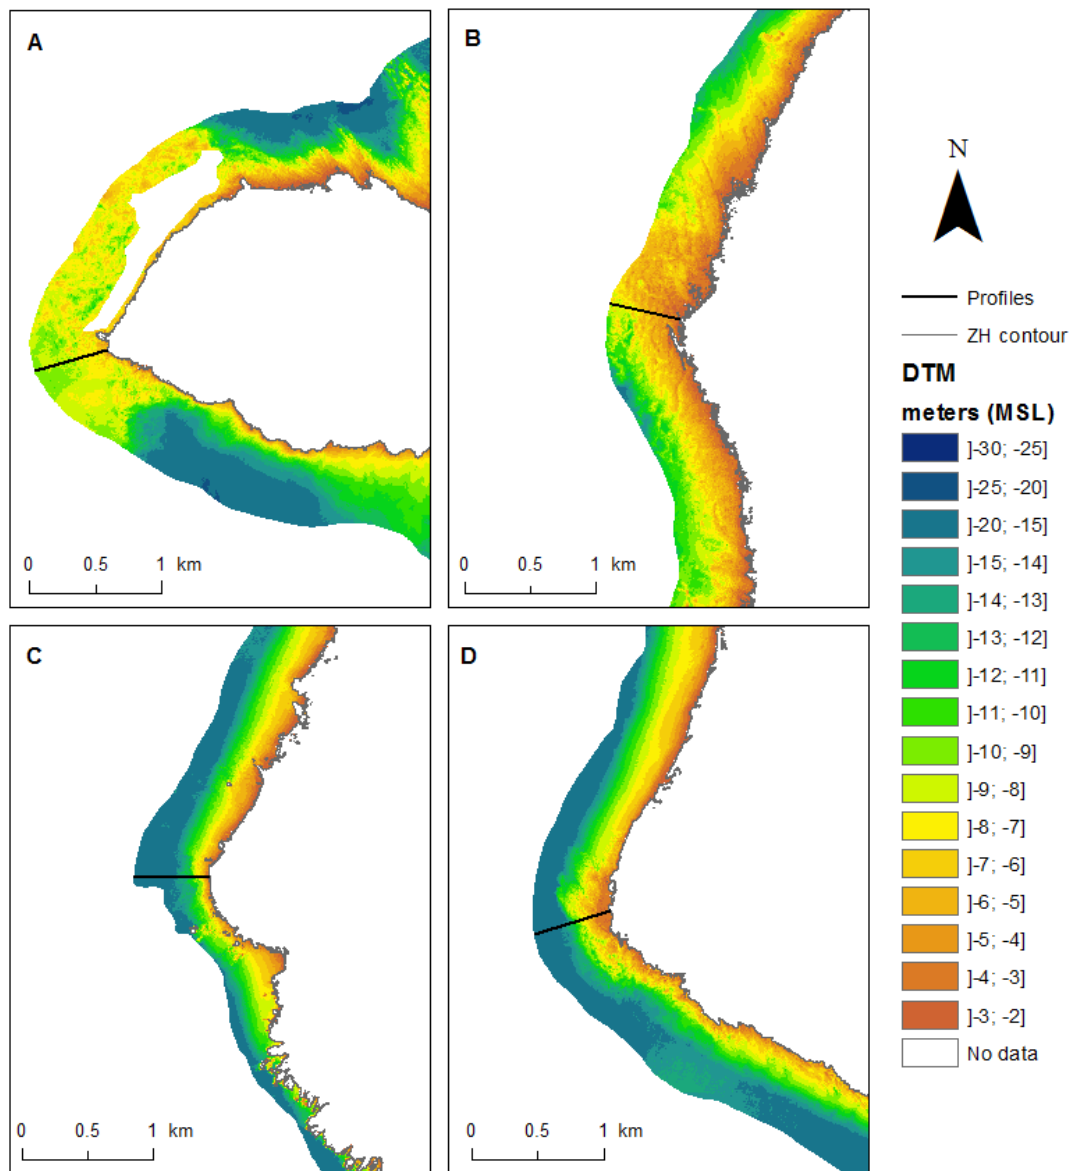 A
B
N
Profiles
ZH contour
DTM
meters (MSL)
]-30; -25]
]-25; -20]
]-20; -15]
]-15; -14]
]-14; -13]
]-13; -12]
]-12; -11]
]-11; -10]
]-10; -9]
]-9; -8]
]-8; -7]
]-7; -6]
]-6; -5]
]-5; -4]
]-4; -3]
]-3; -2]
No data
0 0.5 1 km
0 0.5 1 km
C
D
0 0.5 1 km
0 0.5 1 km